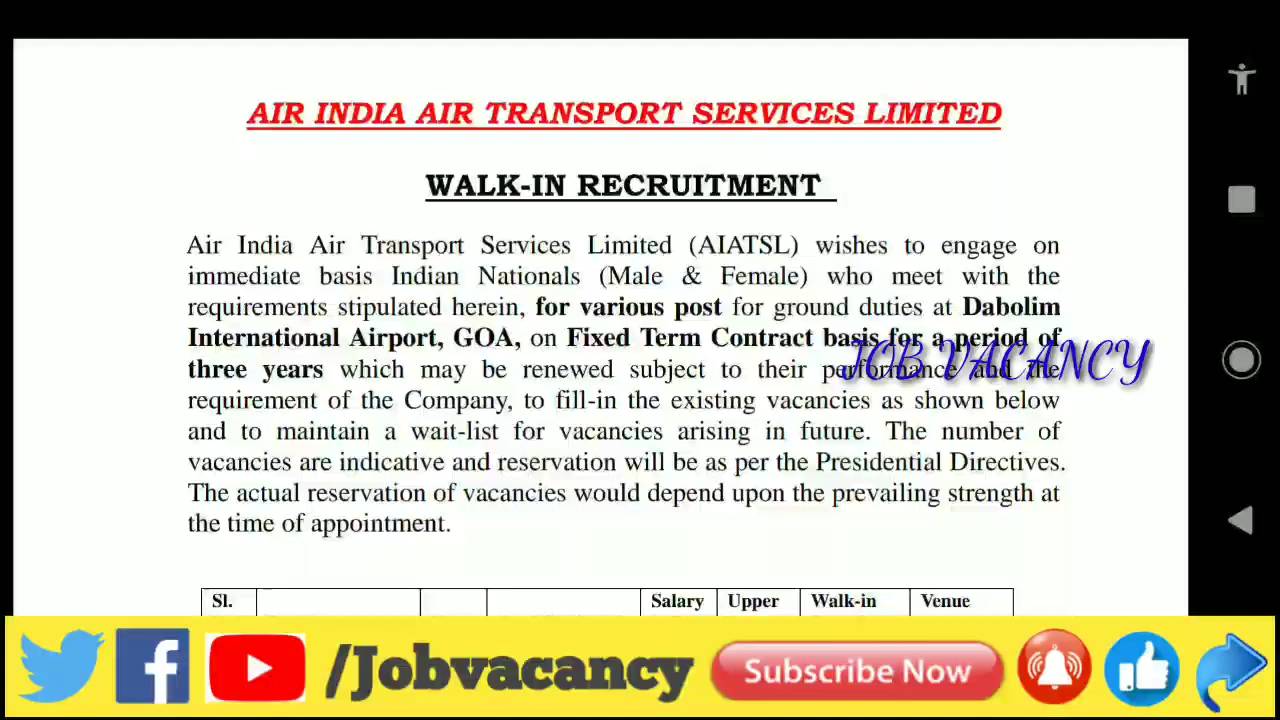 AIR INDIA AIR TRANSPORT SERVICES LIMITED
WALK-IN RECRUITMENT
Air India Air Transport Services Limited (AIATSL) wishes to engage on
immediate basis Indian Nationals (Male & Female) who meet with the
requirements stipulated herein, for various post for ground duties at Dabolim
International Airport, GOA, on Fixed Term Contract basis for a period of
three years which may be renewed subject to their performance and the
JOB VACANCY
requirement of the Company, to fill-in the existing vacancies as shown below
and to maintain a wait-list for vacancies arising in future. The number of
vacancies are indicative and reservation will be as per the Presidential Directives.
The actual reservation of vacancies would depend upon the prevailing strength at
the time of appointment.
Sl. Salary Upper Walk-in Venue
/Jobvacancy Subscribe Now